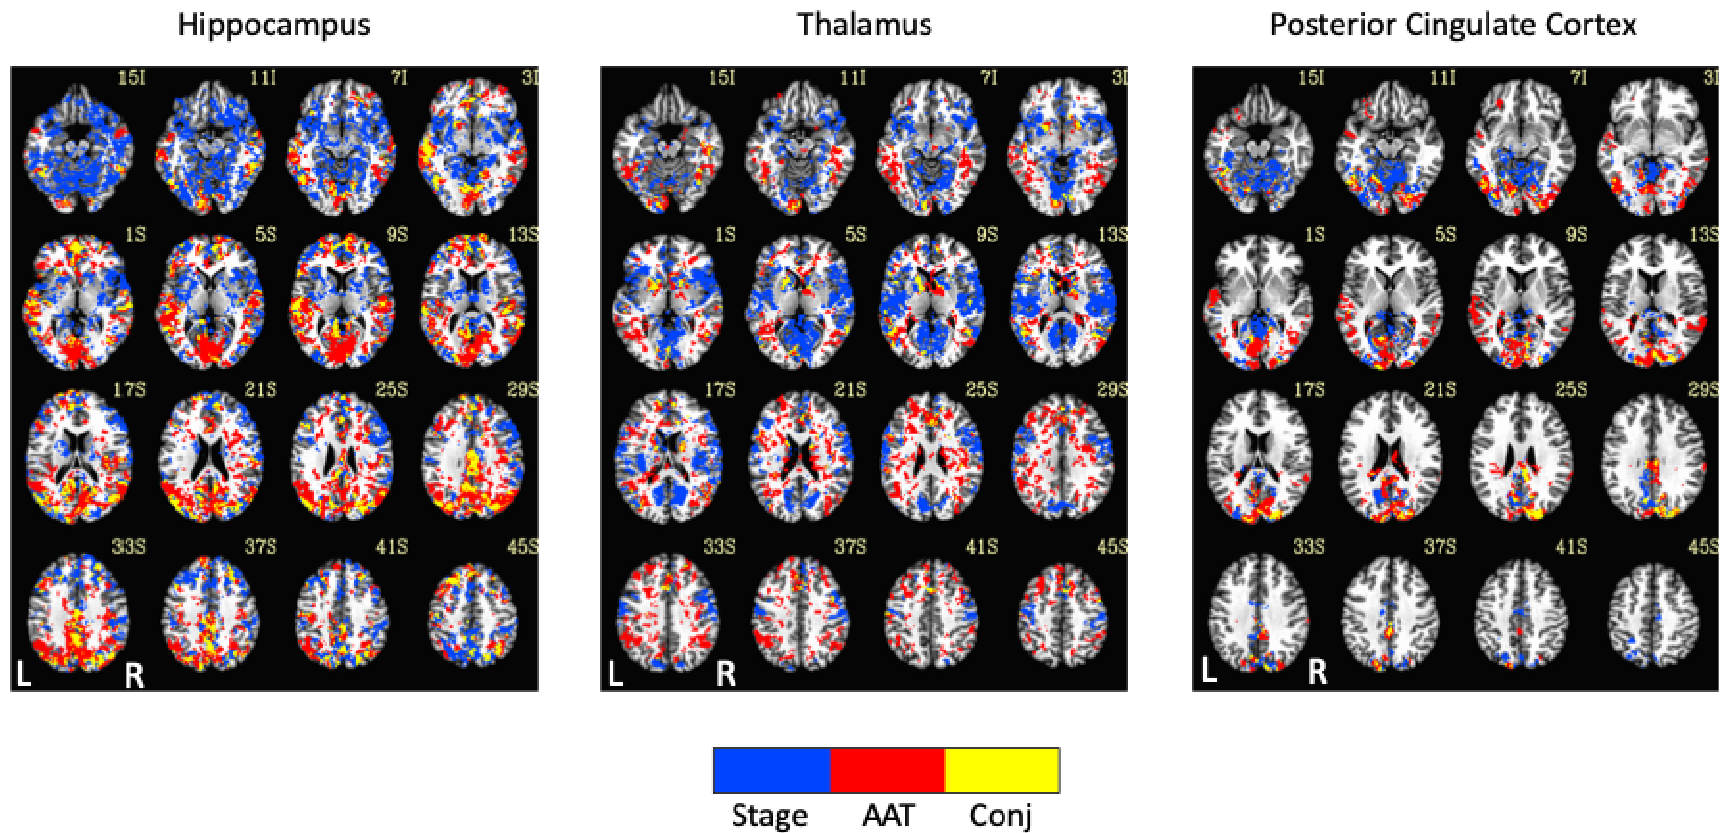 Hippocampus Thalamus Posterior Cingulate Cortex
15I 11I 7I 3I 15I 11I 7I 3I 15I 11I 7I 3I
1S 5S 9S 13S 1S 5S 9S 13S 1S 5S 9S 13S
17S 21S 25S 29S 17S 21S 25S 29S 17S 21S 25S 29S
33S 37S 41S 45S 33S 37S 41S 45S 33S 37S 41S 45S
L R L R L R
Stage AAT Conj